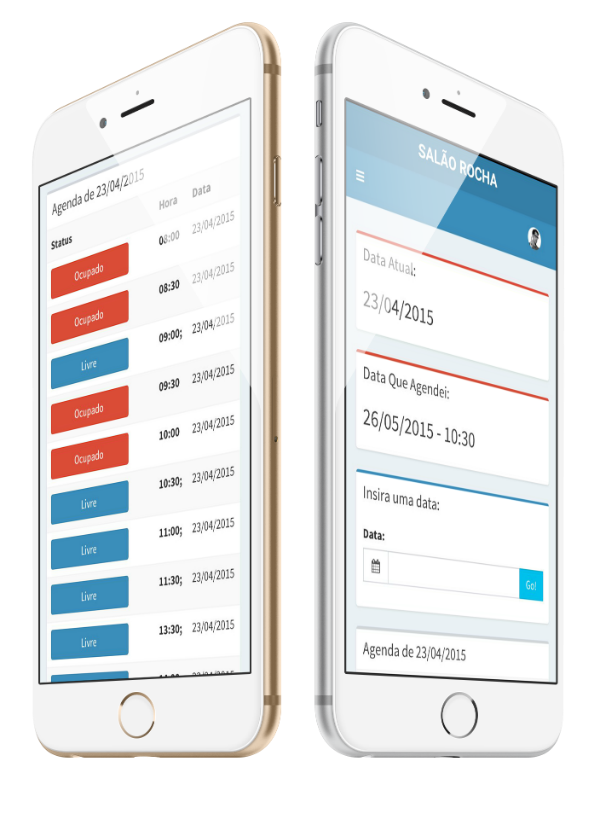 Agenda de 23/04/2015
Status Hora Data
Ocupado 08:00 23/04/2015
Ocupado 08:30 23/04/2015
Livre 09:00; 23/04/2015
Ocupado 09:30 23/04/2015
Ocupado 10:00 23/04/2015
Livre 10:30; 23/04/2015
Livre 11:00; 23/04/2015
Livre 11:30; 23/04/2015
Livre 13:30; 23/04/2015
SALÃO ROCHA
Data Atual:
23/04/2015
Data Que Agendei:
26/05/2015 - 10:30
Insira uma data:
Data:
Go!
Agenda de 23/04/2015